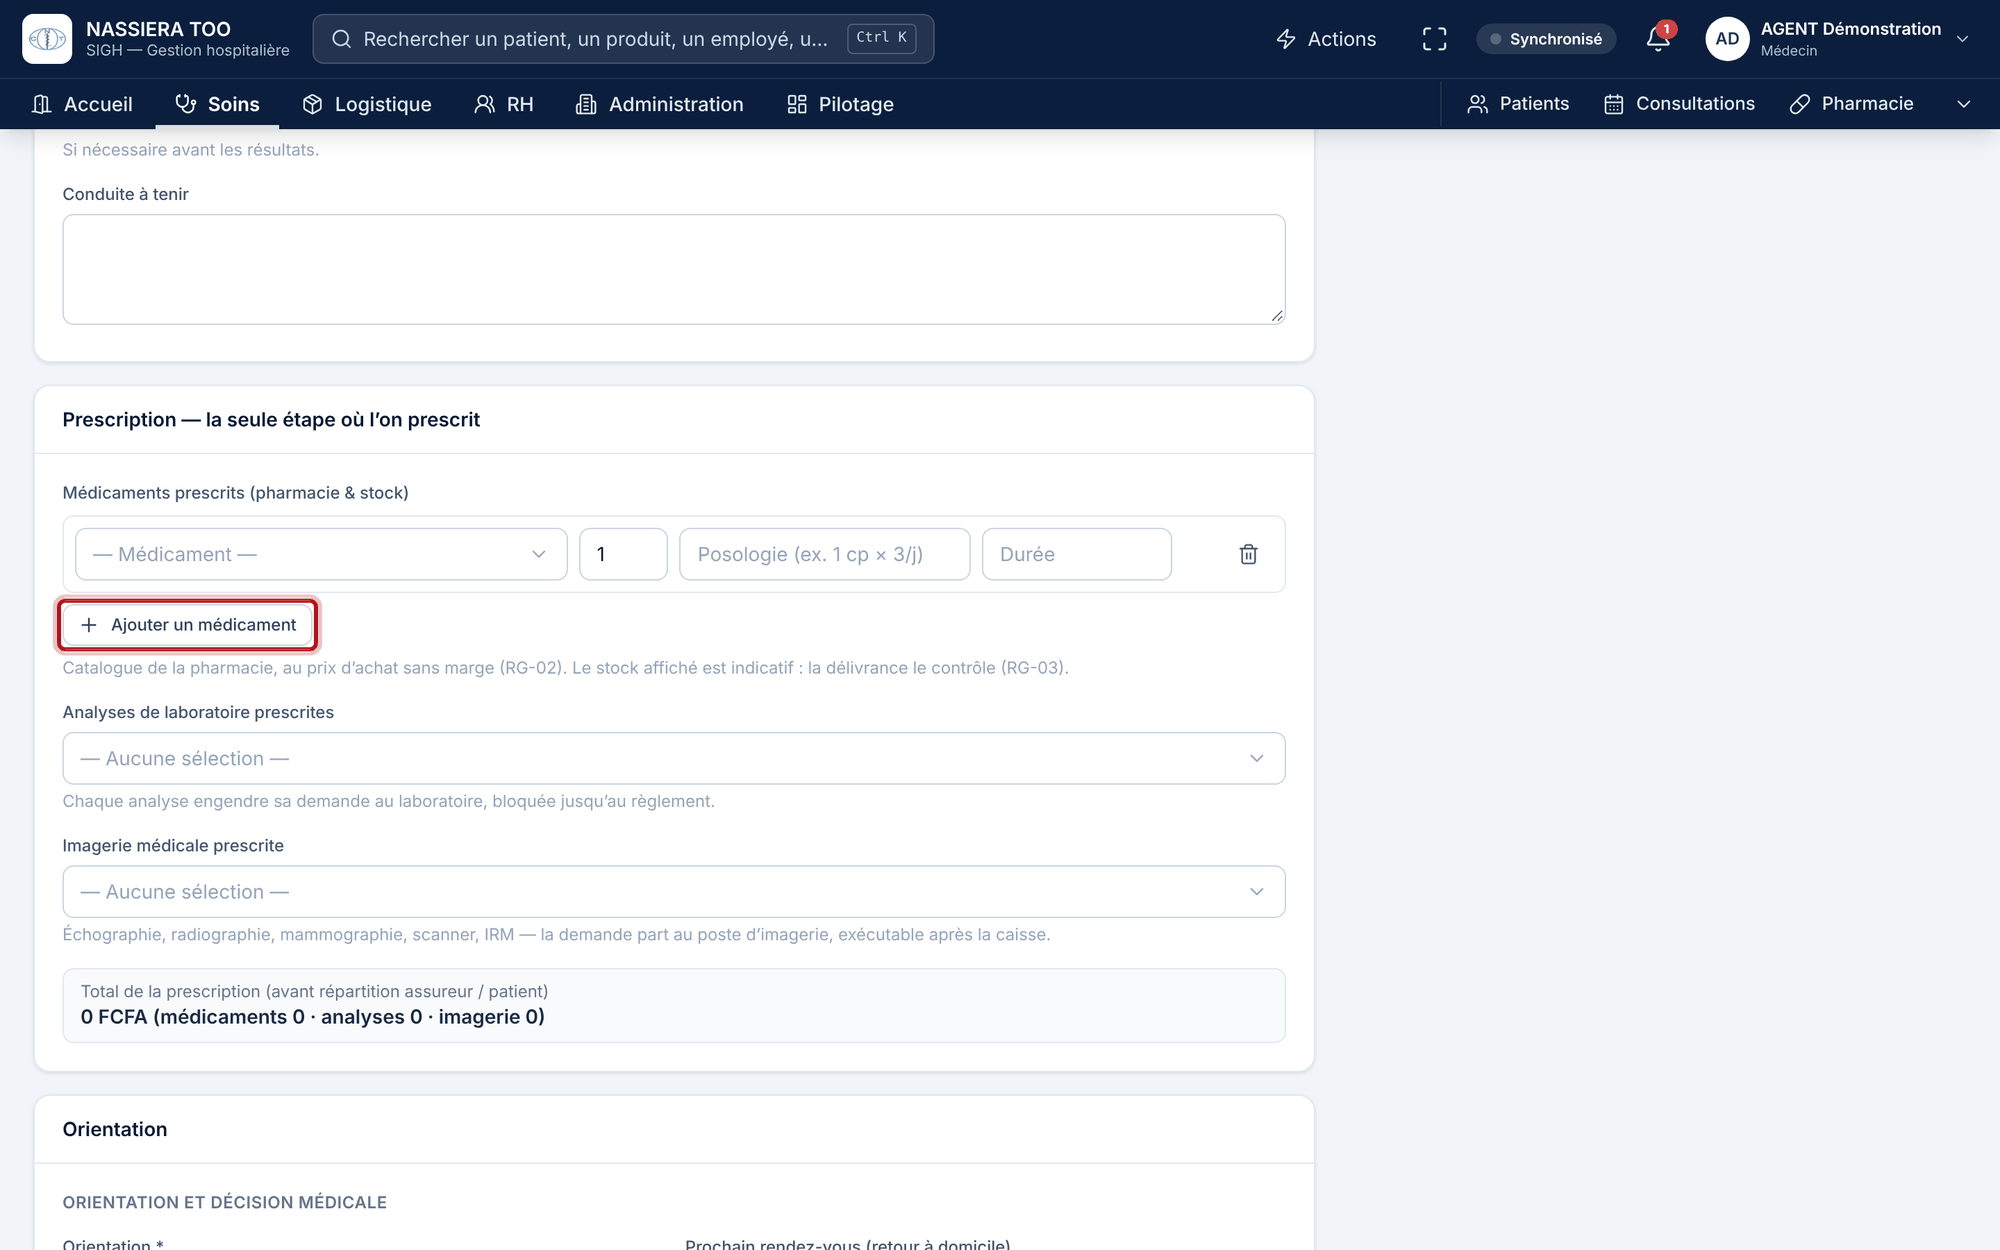 NASSIERA TOO
SIGH — Gestion hospitalière
Rechercher un patient, un produit, un employé, u...
Ctrl K
Actions
Synchronisé
1
AD
AGENT Démonstration
Médecin
Accueil
Soins
Logistique
RH
Administration
Pilotage
Patients
Consultations
Pharmacie
Si nécessaire avant les résultats.
Conduite à tenir
Prescription — la seule étape où l’on prescrit
Médicaments prescrits (pharmacie & stock)
— Médicament —
1
Posologie (ex. 1 cp × 3/j)
Durée
Ajouter un médicament
Catalogue de la pharmacie, au prix d’achat sans marge (RG-02). Le stock affiché est indicatif : la délivrance le contrôle (RG-03).
Analyses de laboratoire prescrites
— Aucune sélection —
Chaque analyse engendre sa demande au laboratoire, bloquée jusqu’au règlement.
Imagerie médicale prescrite
— Aucune sélection —
Échographie, radiographie, mammographie, scanner, IRM — la demande part au poste d’imagerie, exécutable après la caisse.
Total de la prescription (avant répartition assureur / patient)
0 FCFA (médicaments 0 · analyses 0 · imagerie 0)
Orientation
ORIENTATION ET DÉCISION MÉDICALE
Orientation *
Prochain rendez-vous (retour à domicile)